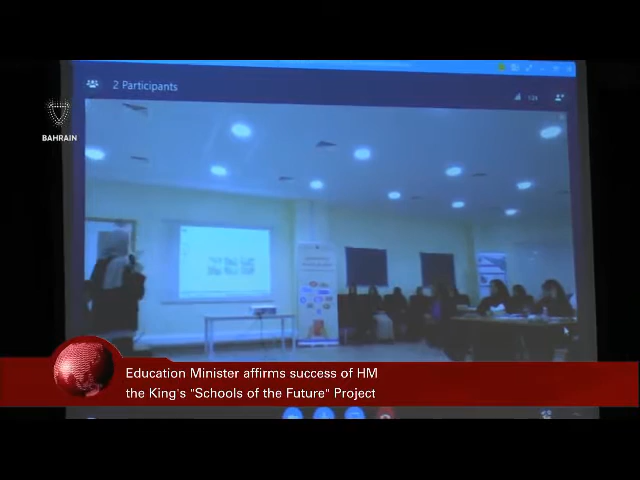 2 Participants
BAHRAIN
Education Minister affirms success of HM
the King's "Schools of the Future" Project